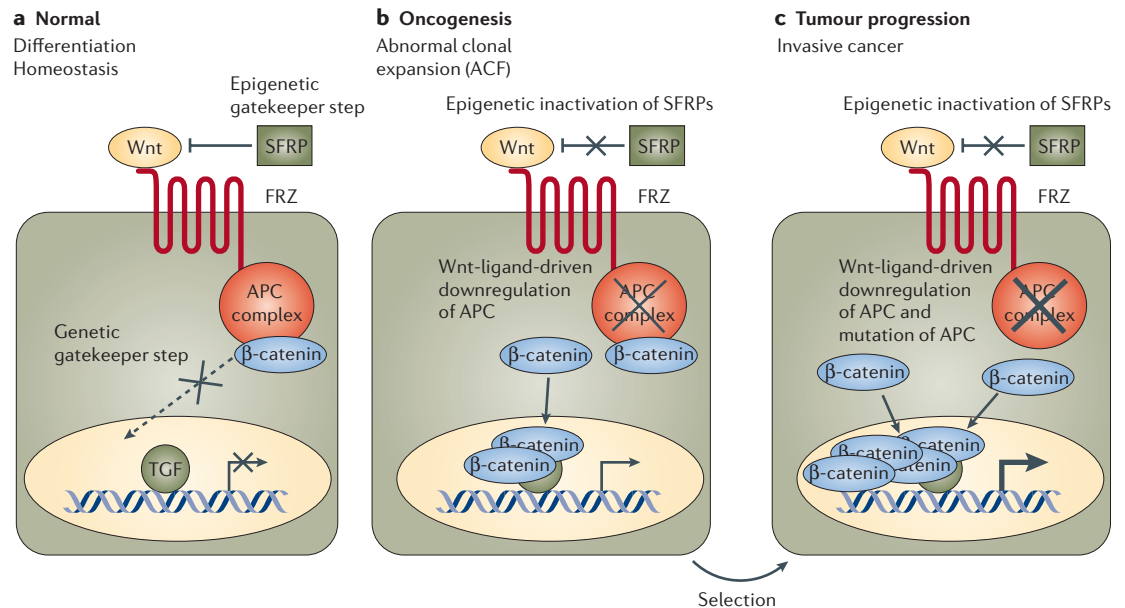 a Normal
Differentiation
Homeostasis
Epigenetic
gatekeeper step
Wnt
SFRP
FRZ
APC
complex
β-catenin
Genetic
gatekeeper step
TGF
b Oncogenesis
Abnormal clonal
expansion (ACF)
Epigenetic inactivation of SFRPs
Wnt
SFRP
FRZ
Wnt-ligand-driven
downregulation
of APC
APC
complex
β-catenin
β-catenin
β-catenin
β-catenin
c Tumour progression
Invasive cancer
Epigenetic inactivation of SFRPs
Wnt
SFRP
FRZ
Wnt-ligand-driven
downregulation
of APC and
mutation of APC
APC
complex
β-catenin
β-catenin
β-catenin
β-catenin
β-catenin
atenin
Selection